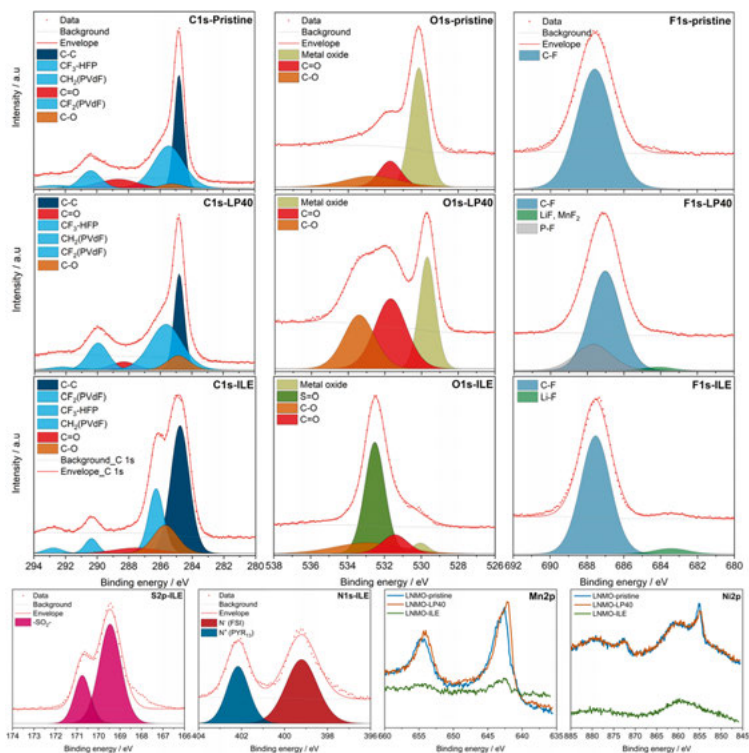 C1s-Pristine
Data
Background
Envelope
C-C
CF3-HFP
CH2(PVdF)
C=O
CF2(PVdF)
C-O
Intensity / a.u
O1s-pristine
Data
Background
Envelope
Metal oxide
C=O
C-O
F1s-pristine
Data
Background
Envelope
C-F
C1s-LP40
C-C
C=O
CF3-HFP
CH2(PVdF)
CF2(PVdF)
C-O
Intensity / a.u
O1s-LP40
Metal oxide
C=O
C-O
F1s-LP40
C-F
LiF, MnF2
P-F
C1s-ILE
C-C
CF2(PVdF)
CF3-HFP
CH2(PVdF)
C=O
C-O
Background_C 1s
Envelope_C 1s
Intensity / a.u
294 292 290 288 286 284 282 280
Binding energy / eV
O1s-ILE
Metal oxide
S=O
C-O
C=O
538 536 534 532 530 528 526
Binding energy / eV
F1s-ILE
C-F
Li-F
692 690 688 686 684 682 680
Binding energy / eV
S2p-ILE
Data
Background
Envelope
-SO2-
174 173 172 171 170 169 168 167 166
Binding energy / eV
N1s-ILE
Data
Background
Envelope
N- (FSI)
N+ (PYR13)
404 402 400 398 396
Binding energy / eV
Mn2p
LNMO-pristine
LNMO-LP40
LNMO-ILE
660 655 650 645 640 635
Binding energy / eV
Ni2p
LNMO-pristine
LNMO-LP40
LNMO-ILE
885 880 875 870 865 860 855 850 845
Binding energy / eV